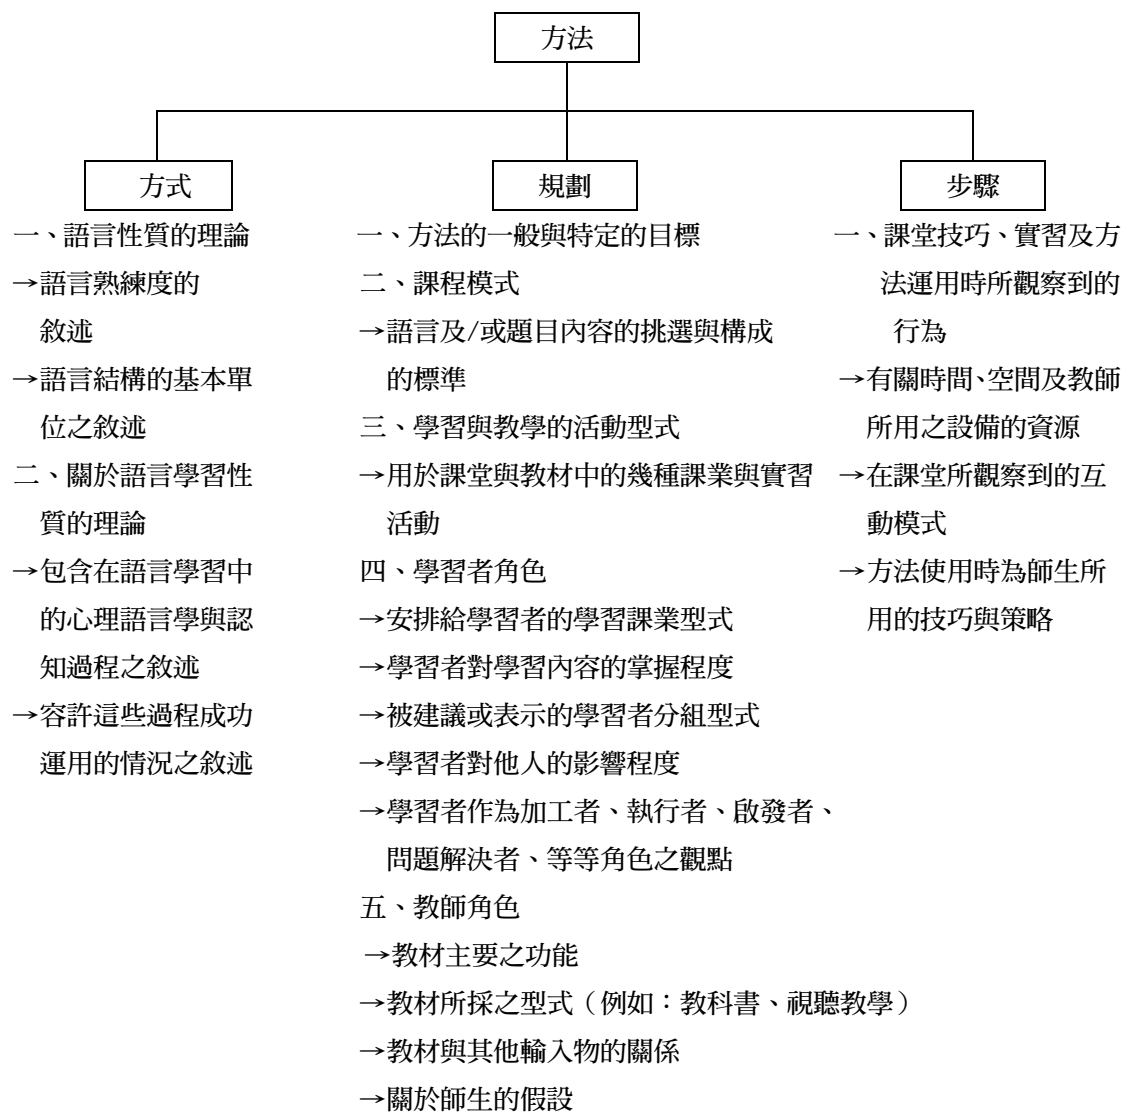 方法
方式
一、語言性質的理論
→語言熟練度的
敘述
→語言結構的基本單
位之敘述
二、關於語言學習性
質的理論
→包含在語言學習中
的心理語言學與認
知過程之敘述
→容許這些過程成功
運用的情況之敘述
規劃
一、方法的一般與特定的目標
二、課程模式
→語言及/或題目內容的挑選與構成
的標準
三、學習與教學的活動型式
→用於課堂與教材中的幾種課業與實習
活動
四、學習者角色
→安排給學習者的學習課業型式
→學習者對學習內容的掌握程度
→被建議或表示的學習者分組型式
→學習者對他人的影響程度
→學習者作為加工者、執行者、啟發者、
問題解決者、等等角色之觀點
五、教師角色
→教材主要之功能
→教材所採之型式（例如：教科書、視聽教學）
→教材與其他輸入物的關係
→關於師生的假設
步驟
一、課堂技巧、實習及方
法運用時所觀察到的
行為
→有關時間、空間及教師
所用之設備的資源
→在課堂所觀察到的互
動模式
→方法使用時為師生所
用的技巧與策略